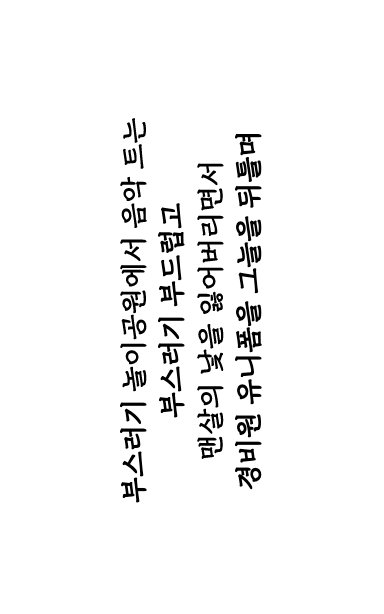 부스러기 놀이공원에서 음악 트는
부스러기 부드럽고
맨살의 낮을 잃어버리면서
경비원 유니폼을 그늘을 뒤틀며